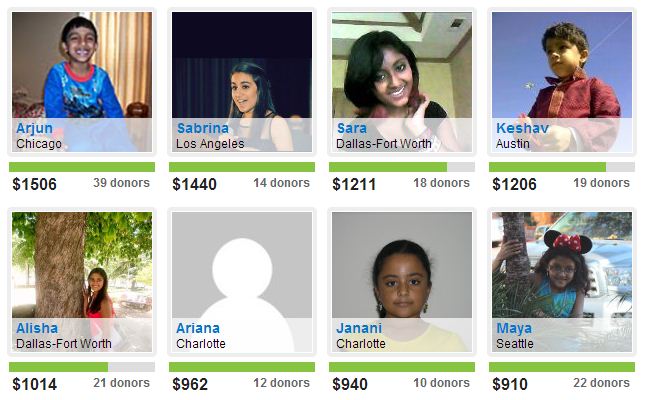 Arjun
Chicago
$1506 39 donors
Sabrina
Los Angeles
$1440 14 donors
Sara
Dallas-Fort Worth
$1211 18 donors
Keshav
Austin
$1206 19 donors
Alisha
Dallas-Fort Worth
$1014 21 donors
Ariana
Charlotte
$962 12 donors
Janani
Charlotte
$940 10 donors
Maya
Seattle
$910 22 donors